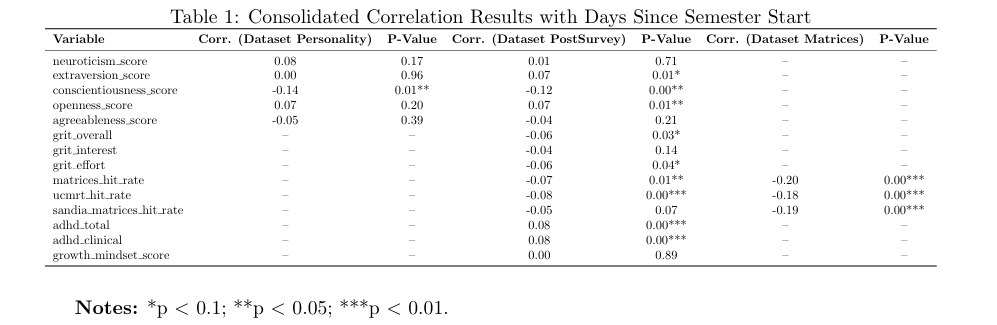 Table 1: Consolidated Correlation Results with Days Since Semester Start
Variable Corr. (Dataset Personality) P-Value Corr. (Dataset PostSurvey) P-Value Corr. (Dataset Matrices) P-Value
neuroticism_score 0.08 0.17 0.01 0.71 – –
extraversion_score 0.00 0.96 0.07 0.01* – –
conscientiousness_score -0.14 0.01** -0.12 0.00** – –
openness_score 0.07 0.20 0.07 0.01** – –
agreeableness_score -0.05 0.39 -0.04 0.21 – –
grit_overall – – -0.06 0.03* – –
grit_interest – – -0.04 0.14 – –
grit_effort – – -0.06 0.04* – –
matrices_hit_rate – – -0.07 0.01** -0.20 0.00***
ucmrt_hit_rate – – -0.08 0.00*** -0.18 0.00***
sandia_matrices_hit_rate – – -0.05 0.07 -0.19 0.00***
adhd_total – – 0.08 0.00*** – –
adhd_clinical – – 0.08 0.00*** – –
growth_mindset_score – – 0.00 0.89 – –
Notes: *p < 0.1; **p < 0.05; ***p < 0.01.